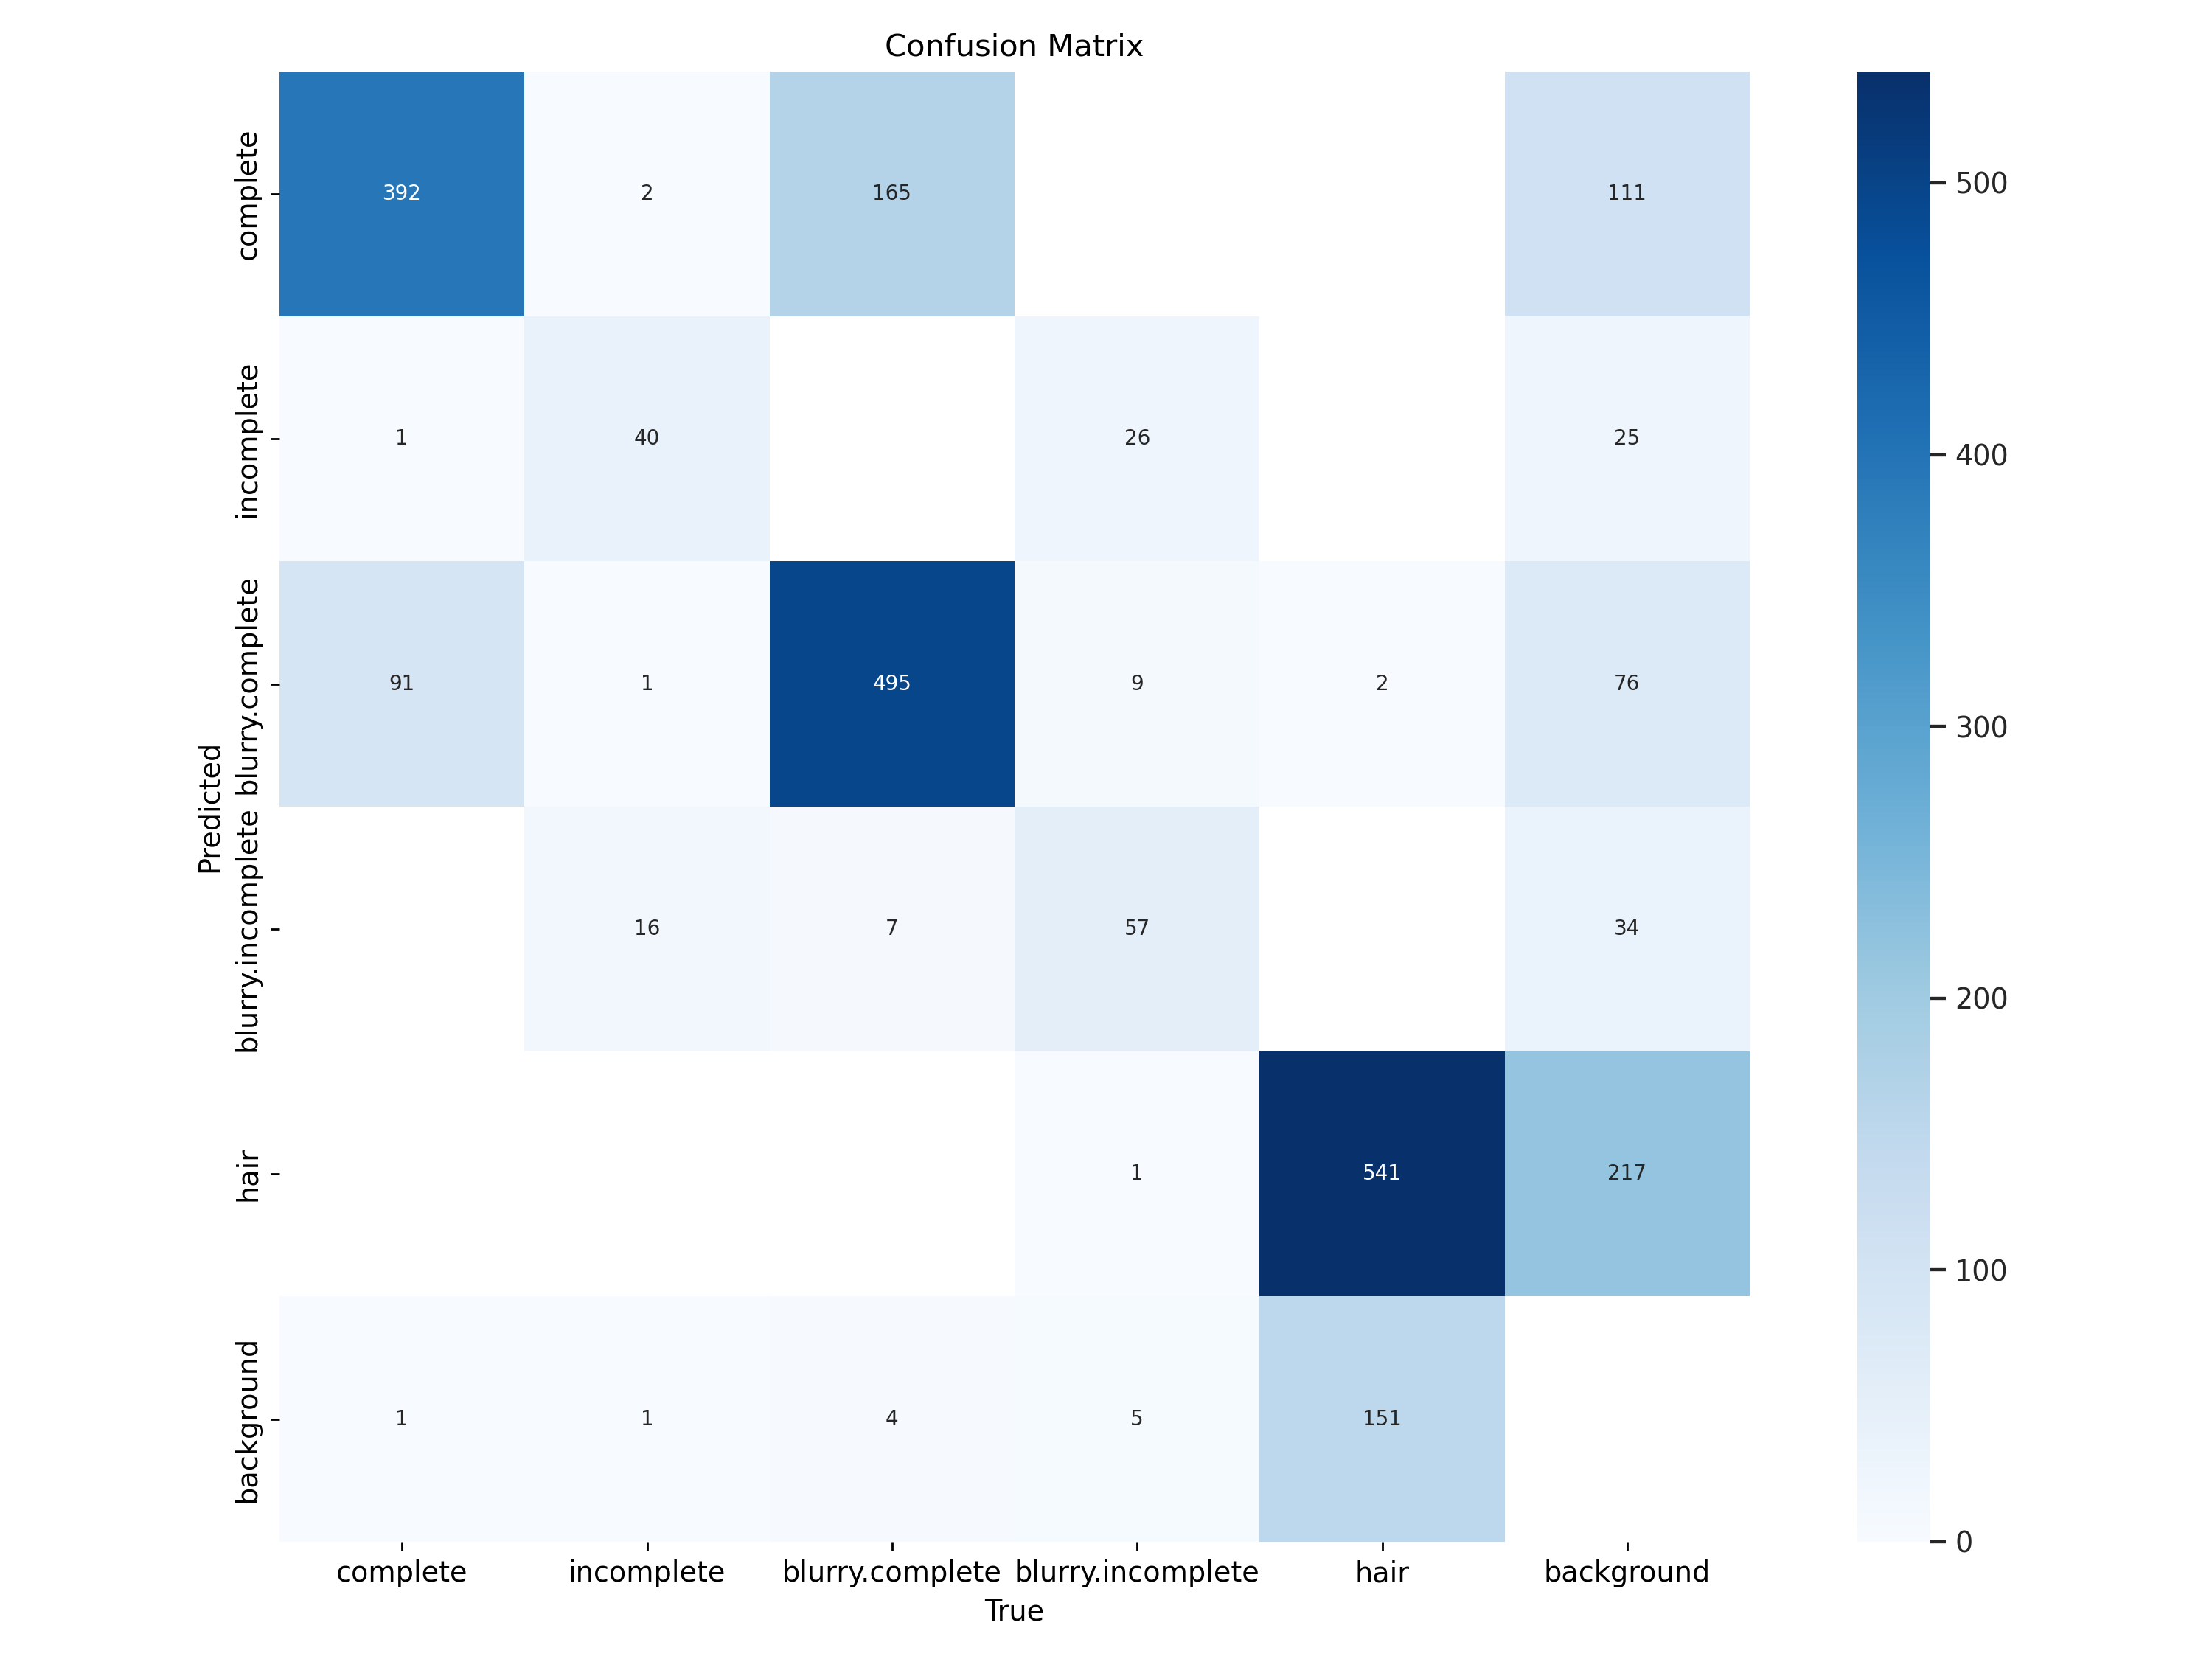 Confusion Matrix
complete
392
2
165
111
500
incomplete
1
40
26
25
400
blurry.complete
91
1
495
9
2
76
300
Predicted
blurry.incomplete
16
7
57
34
200
hair
1
541
217
100
background
1
1
4
5
151
0
complete
incomplete
blurry.complete
blurry.incomplete
hair
background
True